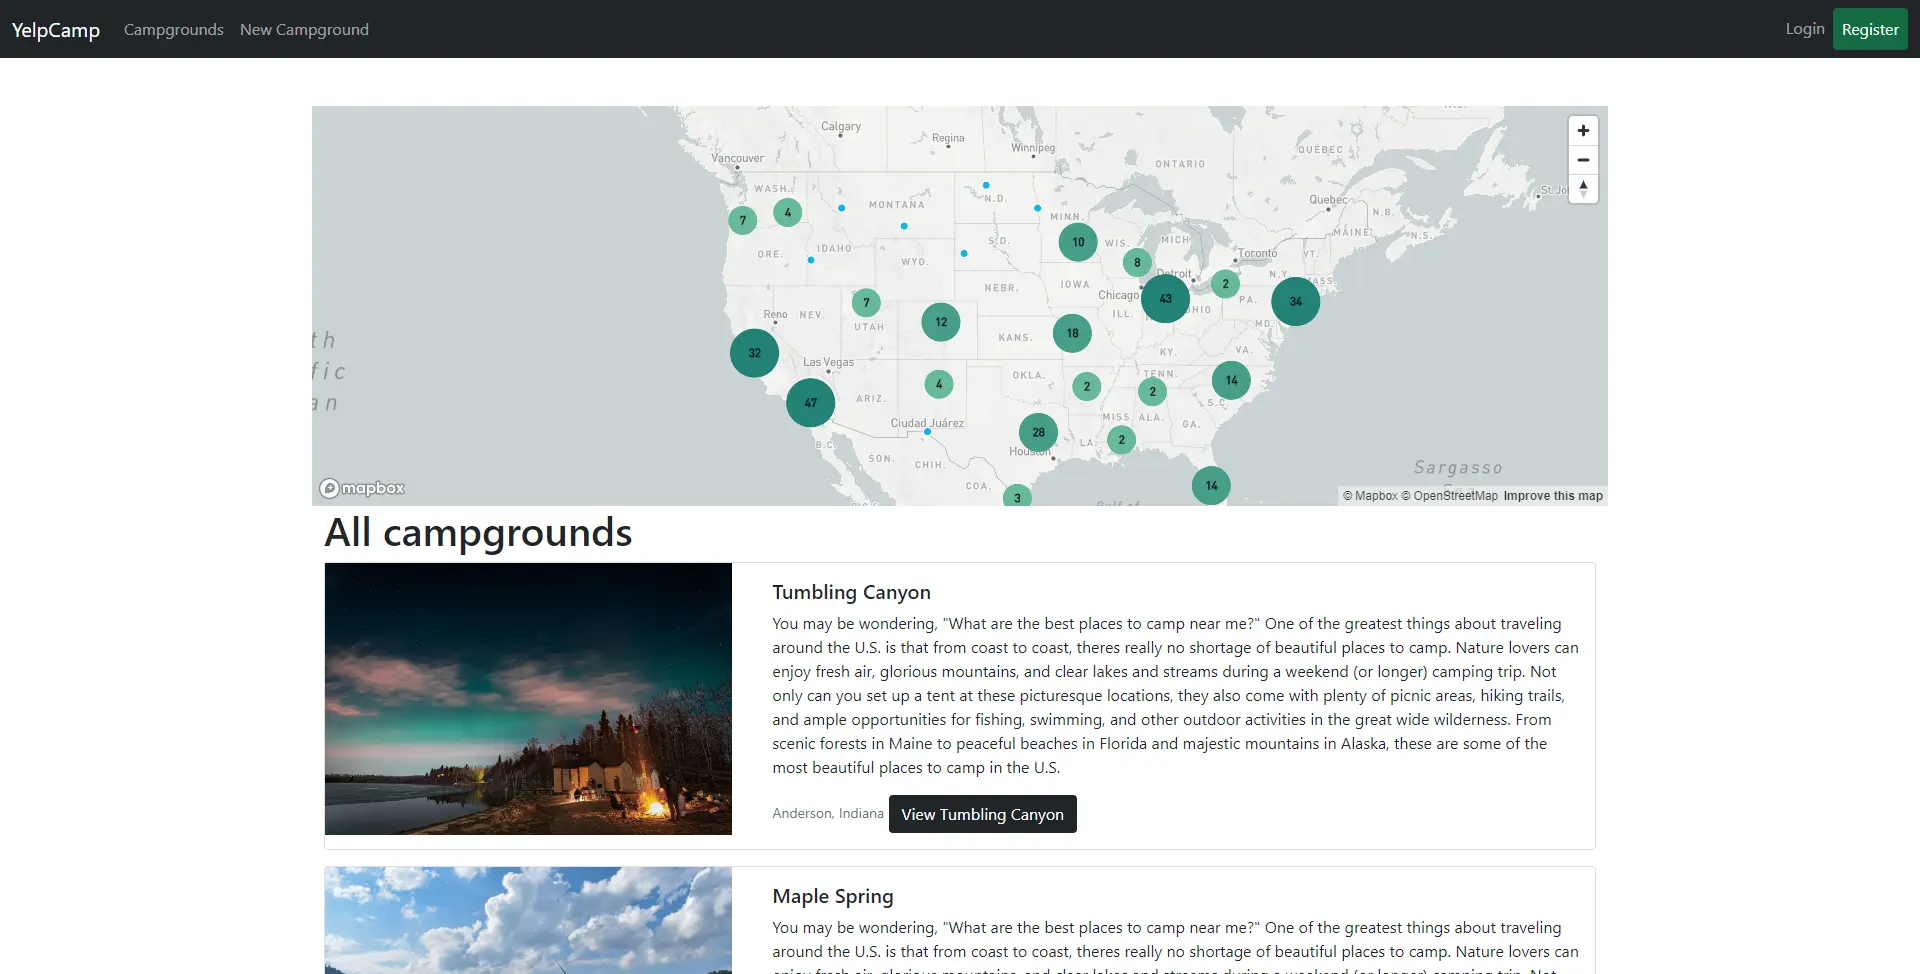 YelpCamp Campgrounds New Campground Login Register
Calgary
Regina
Winnipeg
Vancouver
ONTARIO
QUÉBEC
WASH.
MONTANA
N.D.
MINN.
Quebec
N.B.
St. Jo
7
4
ORE.
IDAHO
WYO.
S.D.
10
WIS.
MICH
8
Toronto
VT.
MAINE
N.S.
Detroit
N.Y.
MASS.
2
34
NEBR.
IOWA
Chicago
43
OHIO
PA.
7
Reno
NEV.
UTAH
12
ILL.
MD.
KANS.
18
KY.
VA.
32
Las Vegas
OKLA.
TENN.
14
47
ARIZ.
4
2
2
S.C.
MISS.
ALA.
GA.
Ciudad Juárez
28
LA.
2
B.C.
SON.
CHIH.
Houston
COA.
3
14
Sargasso
th
fic
an
mapbox
© Mapbox © OpenStreetMap Improve this map
All campgrounds
Tumbling Canyon
You may be wondering, "What are the best places to camp near me?" One of the greatest things about traveling
around the U.S. is that from coast to coast, theres really no shortage of beautiful places to camp. Nature lovers can
enjoy fresh air, glorious mountains, and clear lakes and streams during a weekend (or longer) camping trip. Not
only can you set up a tent at these picturesque locations, they also come with plenty of picnic areas, hiking trails,
and ample opportunities for fishing, swimming, and other outdoor activities in the great wide wilderness. From
scenic forests in Maine to peaceful beaches in Florida and majestic mountains in Alaska, these are some of the
most beautiful places to camp in the U.S.
Anderson, Indiana View Tumbling Canyon
Maple Spring
You may be wondering, "What are the best places to camp near me?" One of the greatest things about traveling
around the U.S. is that from coast to coast, theres really no shortage of beautiful places to camp. Nature lovers can